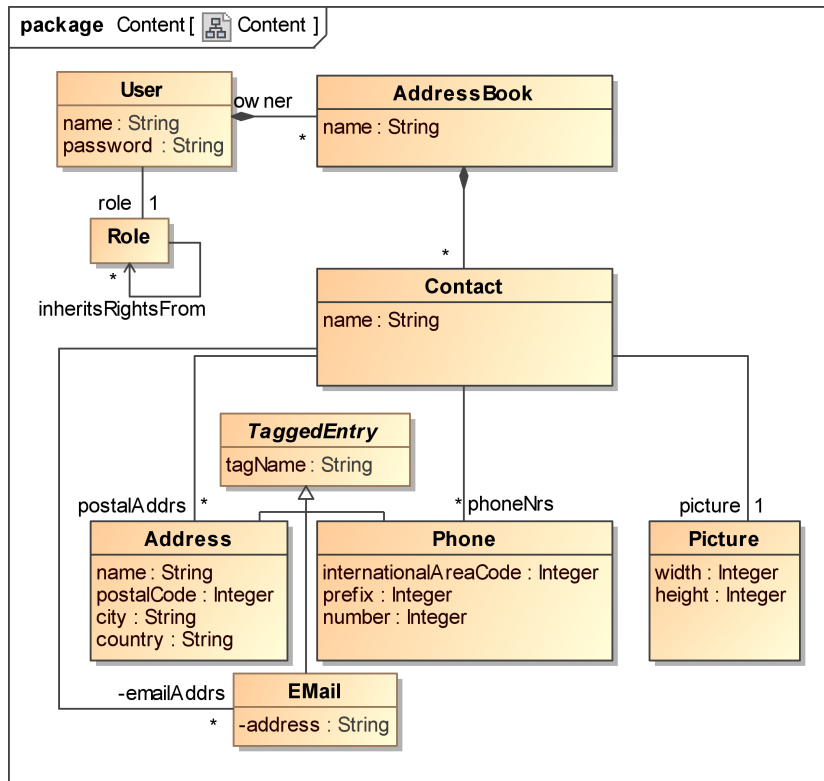 package Content [ Content ]
User
name : String
password : String
owner
*
AddressBook
name : String
role 1
Role
*
inheritsRightsFrom
*
Contact
name : String
TaggedEntry
tagName : String
postalAddrs *
* phoneNrs
picture 1
Address
name : String
postalCode : Integer
city : String
country : String
Phone
internationalAreaCode : Integer
prefix : Integer
number : Integer
Picture
width : Integer
height : Integer
-emailAddrs
*
EMail
-address : String